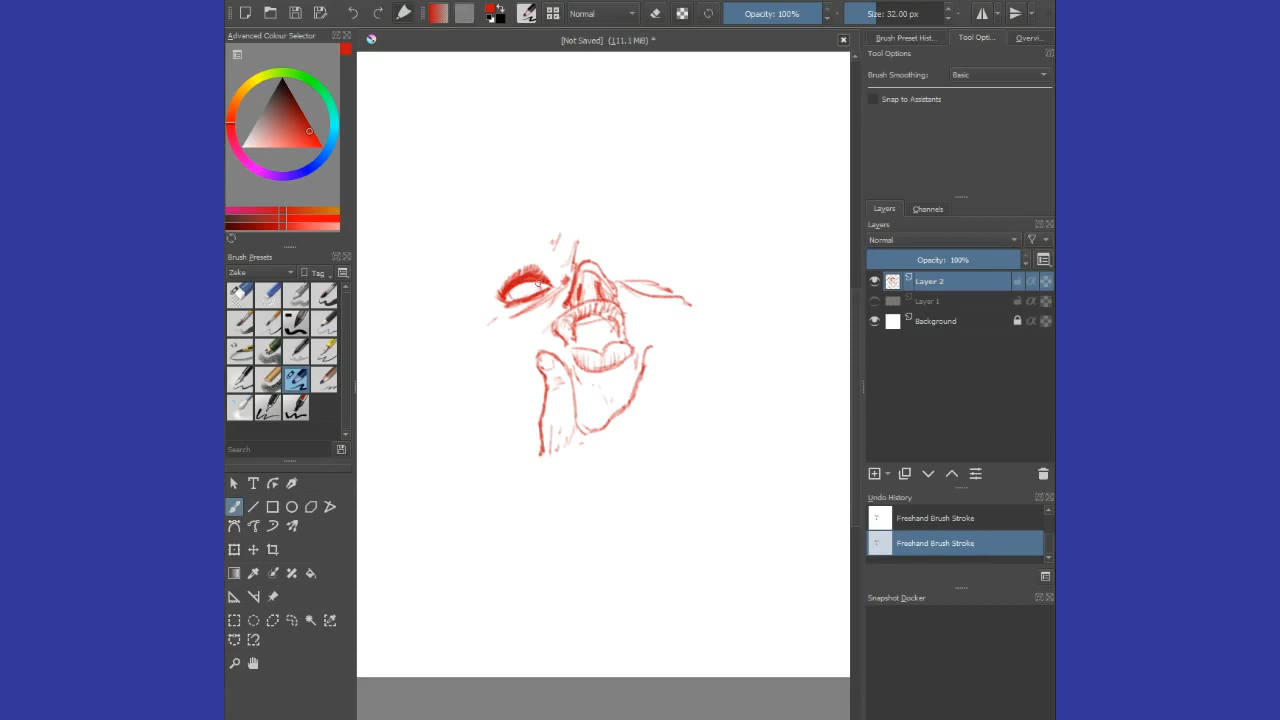 Normal
Opacity: 100%
Size: 32.00 px
Advanced Colour Selector
[Not Saved] (111.1 MiB) *
Brush Preset Hist...
Tool Opti...
Overvi...
Tool Options
Brush Smoothing:
Basic
Snap to Assistants
Layers
Channels
Layers
Normal
Opacity: 100%
Brush Presets
Zeke
Tag
Layer 2
Layer 1
Background
Search
Undo History
Freehand Brush Stroke
Freehand Brush Stroke
Snapshot Docker